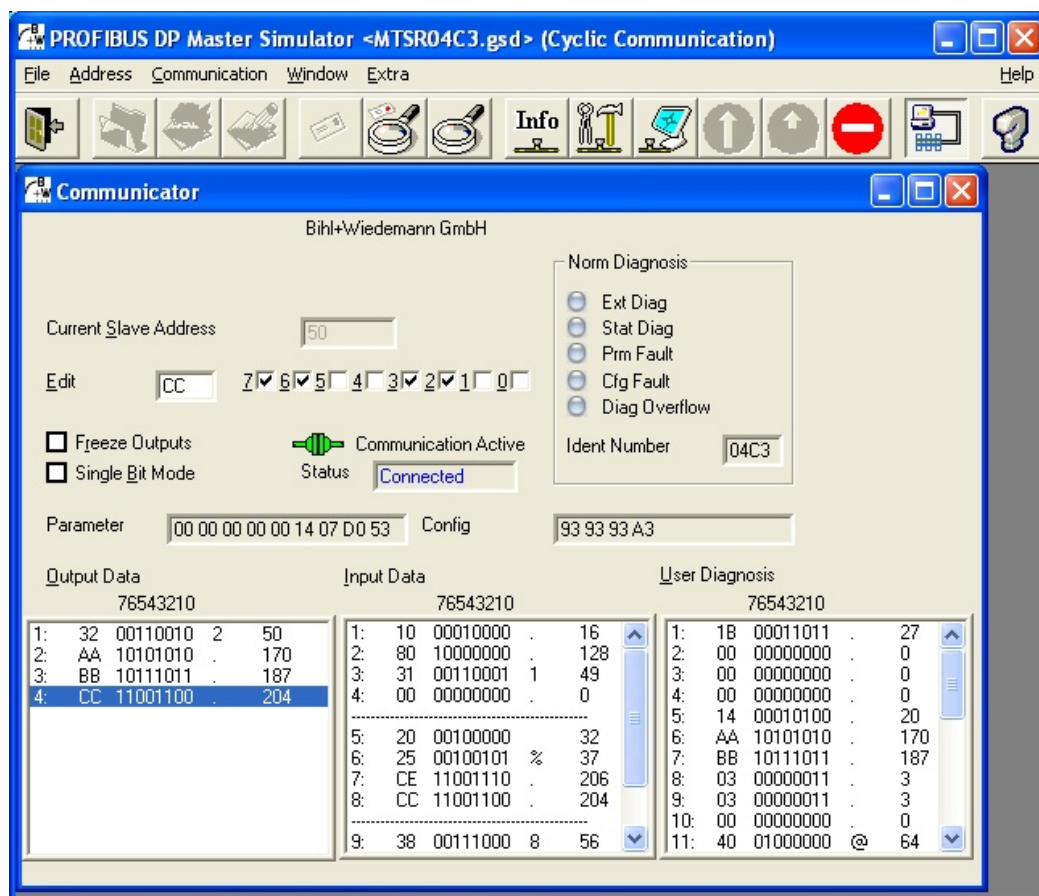 PROFIBUS DP Master Simulator <MTSR04C3.gsd> (Cyclic Communication)
File Address Communication Window Extra Help
Info
Communicator
Bihl+Wiedemann GmbH
Norm Diagnosis
Ext Diag
Current Slave Address 50 Stat Diag
Prm Fault
Edit CC 7 6 5 4 3 2 1 0 Cfg Fault
Diag Overflow
Freeze Outputs Communication Active Ident Number 04C3
Single Bit Mode Status Connected
Parameter 00 00 00 00 00 14 07 D0 53 Config 93 93 93 A3
Output Data Input Data User Diagnosis
76543210 76543210 76543210
1: 32 00110010 2 50
2: AA 10101010 . 170
3: BB 10111011 . 187
4: CC 11001100 . 204
1: 10 00010000 . 16
2: 80 10000000 . 128
3: 31 00110001 1 49
4: 00 00000000 . 0
--------------------------------------------------
5: 20 00100000 32
6: 25 00100101 % 37
7: CE 11001110 . 206
8: CC 11001100 . 204
--------------------------------------------------
9: 38 00111000 8 56
1: 1B 00011011 . 27
2: 00 00000000 . 0
3: 00 00000000 . 0
4: 00 00000000 . 0
5: 14 00010100 . 20
6: AA 10101010 . 170
7: BB 10111011 . 187
8: 03 00000011 . 3
9: 03 00000011 . 3
10: 00 00000000 . 0
11: 40 01000000 @ 64